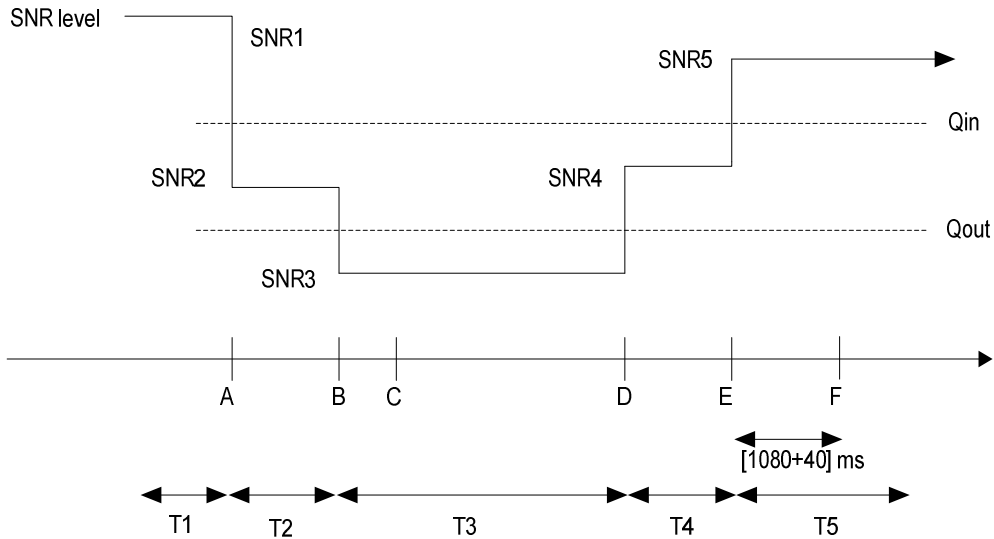 SNR level
SNR1
SNR5
Qin
SNR2
SNR4
Qout
SNR3
A B C D E F
[1080+40] ms
T1 T2 T3 T4 T5